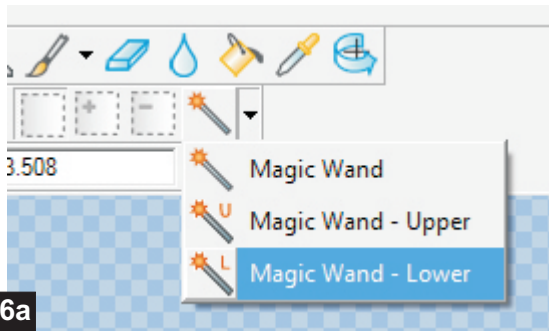 3.508
Magic Wand
U Magic Wand - Upper
L Magic Wand - Lower
6a